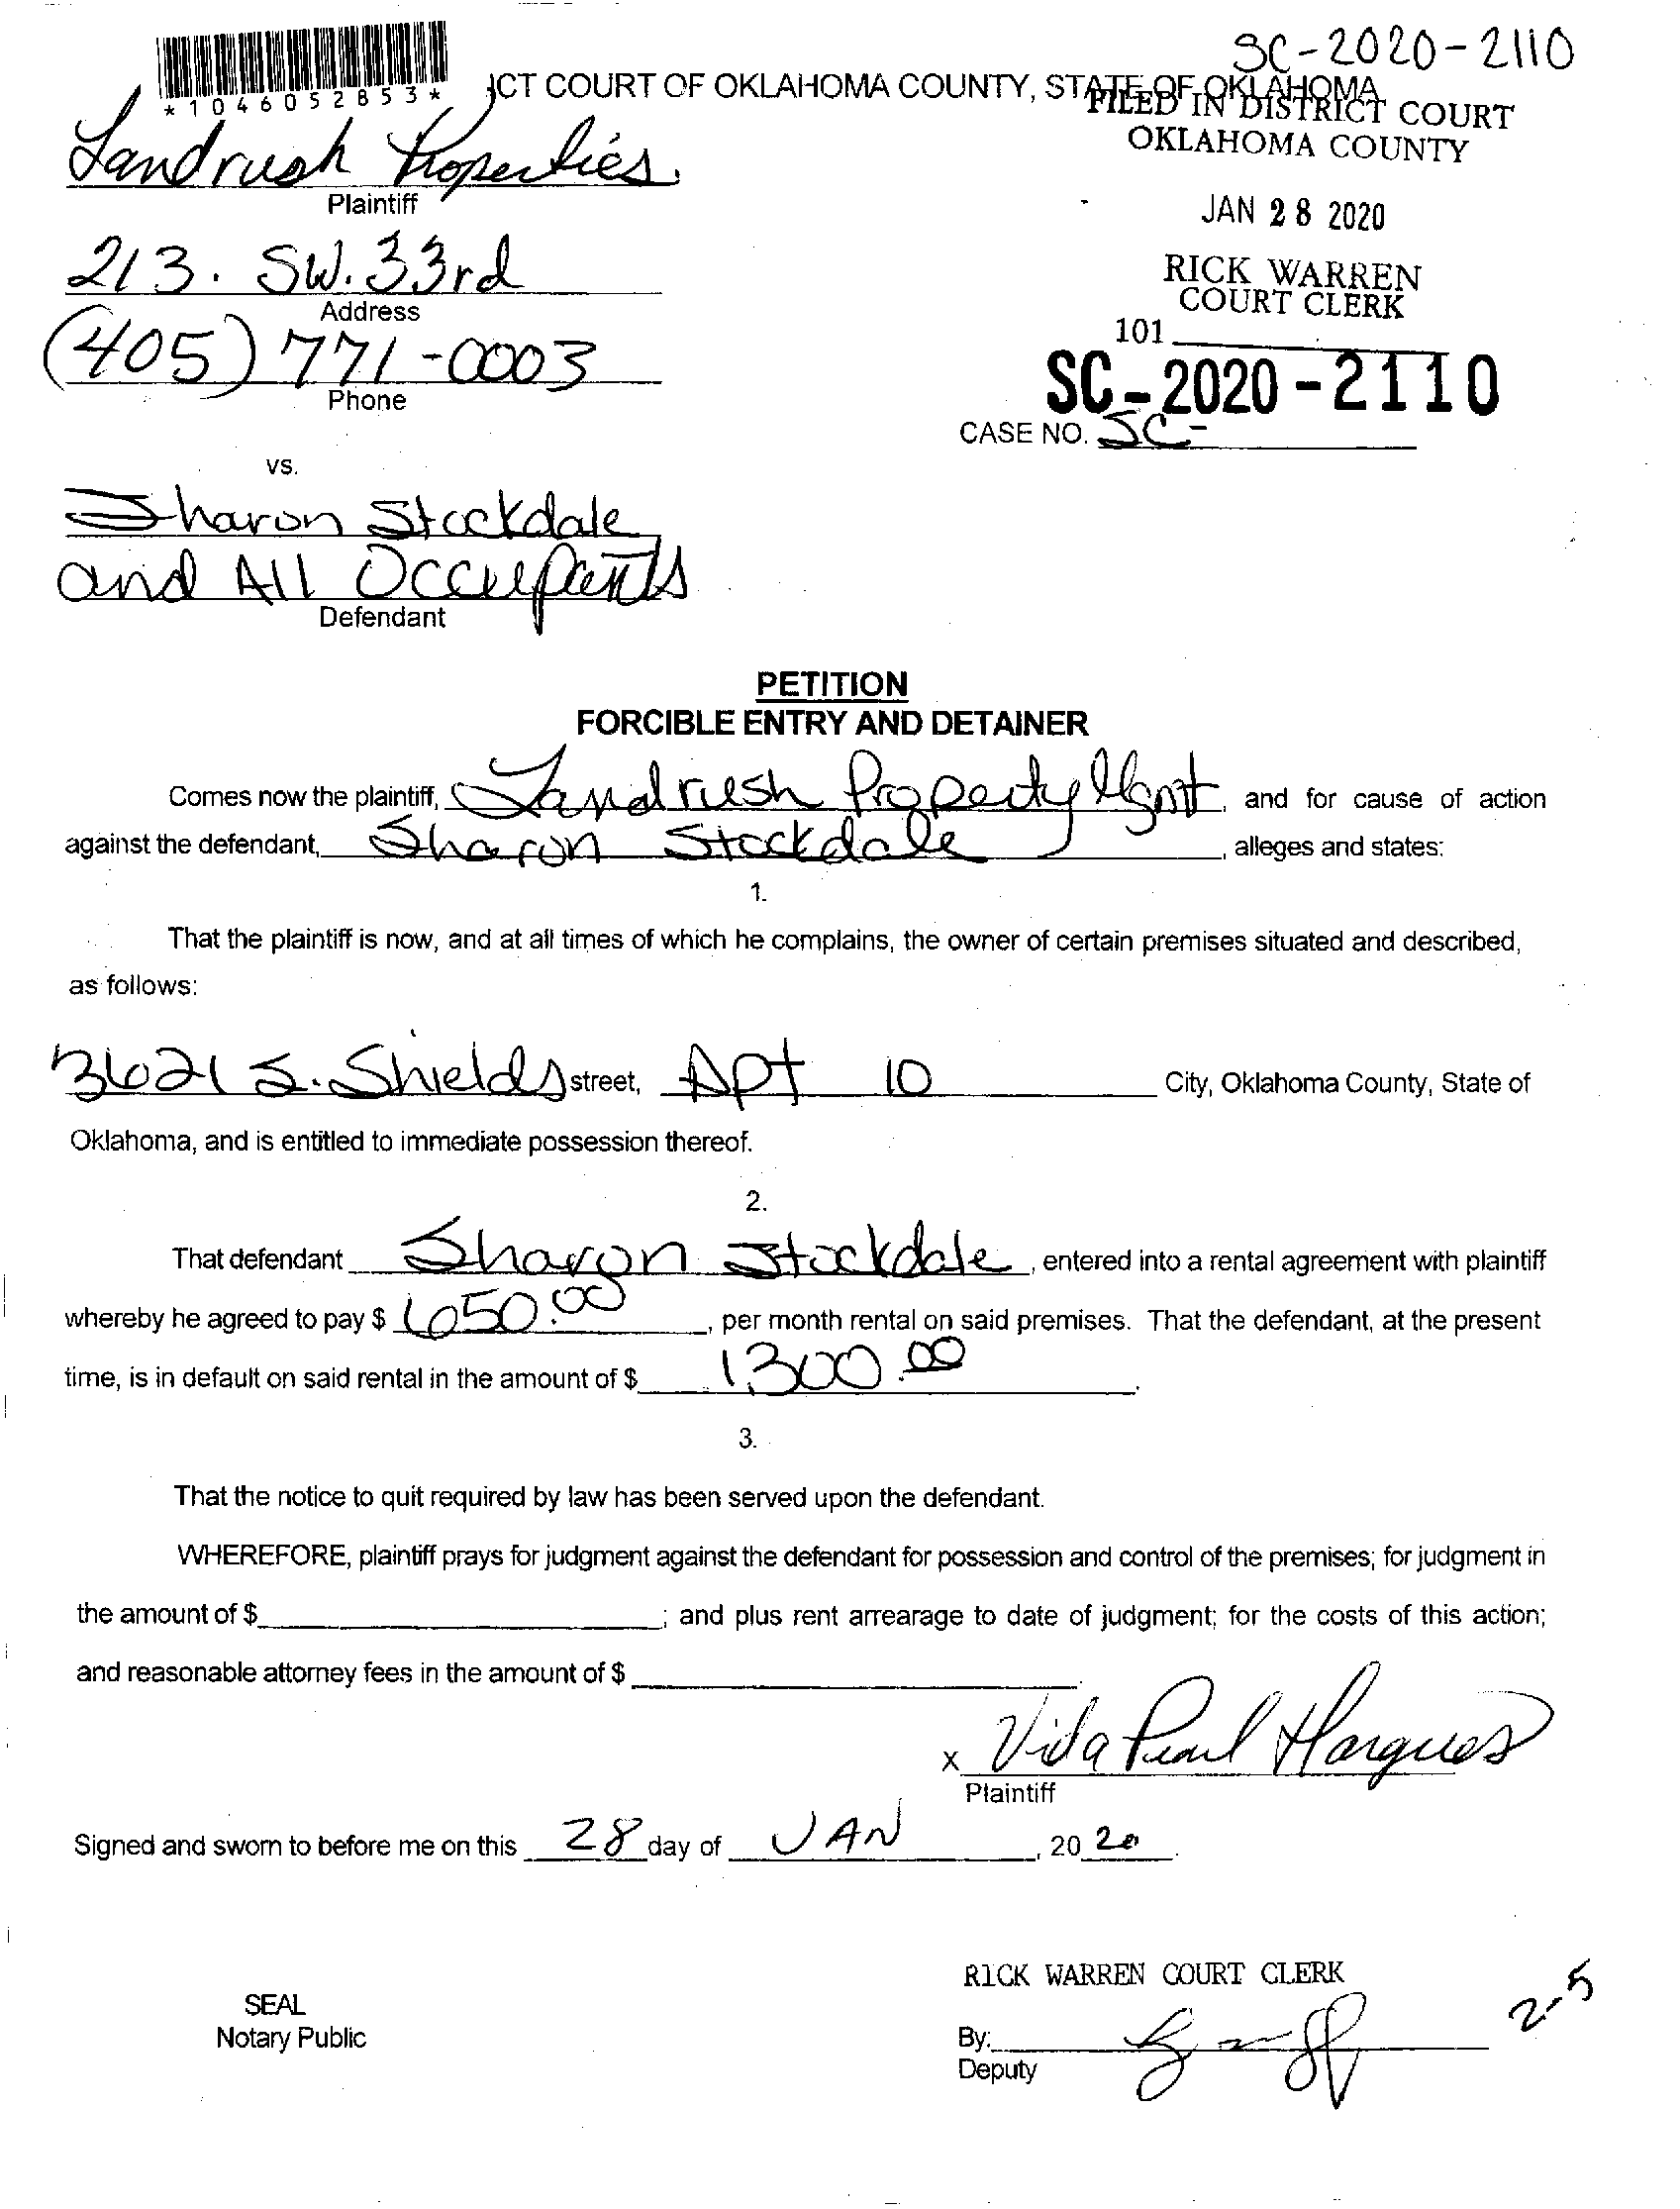 SC-2020-2110
*1046052853*
ICT COURT OF OKLAHOMA COUNTY, STATE OF OKLAHOMA
FILED IN DISTRICT COURT
OKLAHOMA COUNTY
Landrush Properties.
Plaintiff
JAN 28 2020
213. SW. 33rd
Address
RICK WARREN
COURT CLERK
101
(405) 771-0003
Phone
SC-2020-2110
CASE NO. SC-
vs.
Sharon Stockdale
and All Occupants
Defendant
PETITION
FORCIBLE ENTRY AND DETAINER
Comes now the plaintiff, Landrush Property Mgmt, and for cause of action
against the defendant, Sharon Stockdale, alleges and states:
1.
That the plaintiff is now, and at all times of which he complains, the owner of certain premises situated and described,
as follows:
3621 S. Shields street, Apt 10 City, Oklahoma County, State of
Oklahoma, and is entitled to immediate possession thereof.
2.
That defendant Sharon Stockdale, entered into a rental agreement with plaintiff
whereby he agreed to pay $ 650.00, per month rental on said premises. That the defendant, at the present
time, is in default on said rental in the amount of $ 1,300.00.
3.
That the notice to quit required by law has been served upon the defendant.
WHEREFORE, plaintiff prays for judgment against the defendant for possession and control of the premises; for judgment in
the amount of $ ; and plus rent arrearage to date of judgment; for the costs of this action;
and reasonable attorney fees in the amount of $ .
x Vida Pearl Hargues
Plaintiff
Signed and sworn to before me on this 28 day of JAN, 20 20.
RICK WARREN COURT CLERK
2-5
SEAL
Notary Public
By:
Deputy